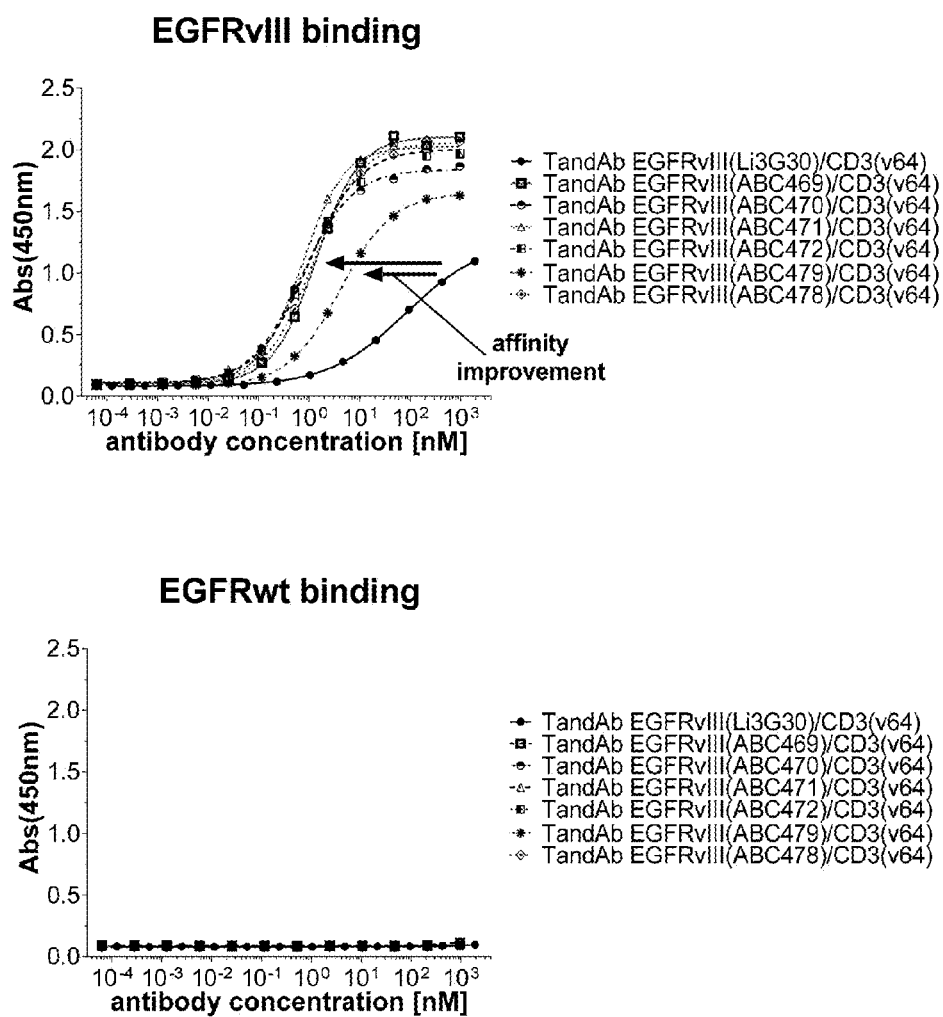 EGFRvIII binding
2.5
2.0
1.5
1.0
0.5
0.0
Abs(450nm)
10-4 10-3 10-2 10-1 100 101 102 103
antibody concentration [nM]
affinity
improvement
TandAb EGFRvIII(Li3G30)/CD3(v64)
TandAb EGFRvIII(ABC469)/CD3(v64)
TandAb EGFRvIII(ABC470)/CD3(v64)
TandAb EGFRvIII(ABC471)/CD3(v64)
TandAb EGFRvIII(ABC472)/CD3(v64)
TandAb EGFRvIII(ABC479)/CD3(v64)
TandAb EGFRvIII(ABC478)/CD3(v64)
EGFRwt binding
2.5
2.0
1.5
1.0
0.5
0.0
Abs(450nm)
10-4 10-3 10-2 10-1 100 101 102 103
antibody concentration [nM]
TandAb EGFRvIII(Li3G30)/CD3(v64)
TandAb EGFRvIII(ABC469)/CD3(v64)
TandAb EGFRvIII(ABC470)/CD3(v64)
TandAb EGFRvIII(ABC471)/CD3(v64)
TandAb EGFRvIII(ABC472)/CD3(v64)
TandAb EGFRvIII(ABC479)/CD3(v64)
TandAb EGFRvIII(ABC478)/CD3(v64)